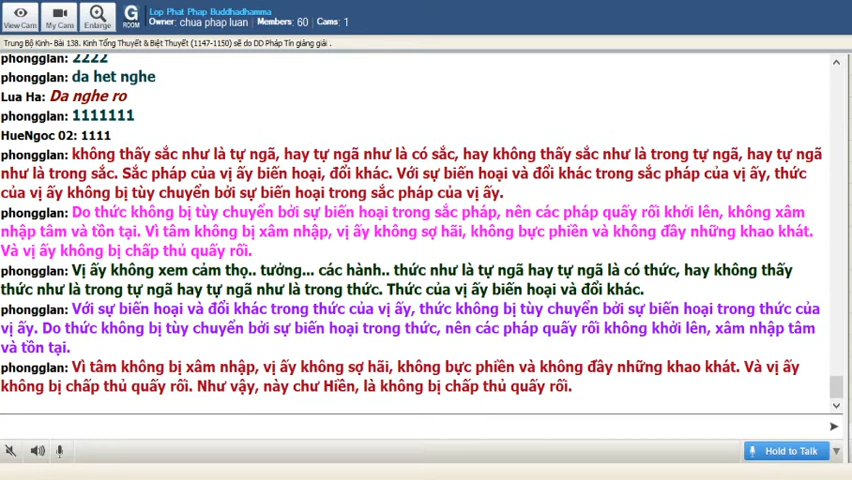 Lop Phat Phap Buddhadhamma
Owner: chua phap luan Members: 60 Cams: 1
View Cam My Cam Enlarge G ROOM
Trung Bộ Kinh- Bài 138. Kinh Tổng Thuyết & Biệt Thuyết (1147-1150) sẽ do DD Pháp Tín giảng giải .
phongglan: 2222
phongglan: da het nghe
Lua Ha: Da nghe ro
phongglan: 1111111
HueNgoc 02: 1111
phongglan: không thấy sắc như là tự ngã, hay tự ngã như là có sắc, hay không thấy sắc như là trong tự ngã, hay tự ngã
như là trong sắc. Sắc pháp của vị ấy biến hoại, đổi khác. Với sự biến hoại và đổi khác trong sắc pháp của vị ấy, thức
của vị ấy không bị tùy chuyển bởi sự biến hoại trong sắc pháp của vị ấy.
phongglan: Do thức không bị tùy chuyển bởi sự biến hoại trong sắc pháp, nên các pháp quấy rối khởi lên, không xâm
nhập tâm và tồn tại. Vì tâm không bị xâm nhập, vị ấy không sợ hãi, không bực phiền và không đầy những khao khát.
Và vị ấy không bị chấp thủ quấy rối.
phongglan: Vị ấy không xem cảm thọ.. tưởng... các hành.. thức như là tự ngã hay tự ngã là có thức, hay không thấy
thức như là trong tự ngã hay tự ngã như là trong thức. Thức của vị ấy biến hoại và đổi khác.
phongglan: Với sự biến hoại và đổi khác trong thức của vị ấy, thức không bị tùy chuyển bởi sự biến hoại trong thức của
vị ấy. Do thức không bị tùy chuyển bởi sự biến hoại trong thức, nên các pháp quấy rối không khởi lên, xâm nhập tâm
và tồn tại.
phongglan: Vì tâm không bị xâm nhập, vị ấy không sợ hãi, không bực phiền và không đầy những khao khát. Và vị ấy
không bị chấp thủ quấy rối. Như vậy, này chư Hiền, là không bị chấp thủ quấy rối.
Hold to Talk